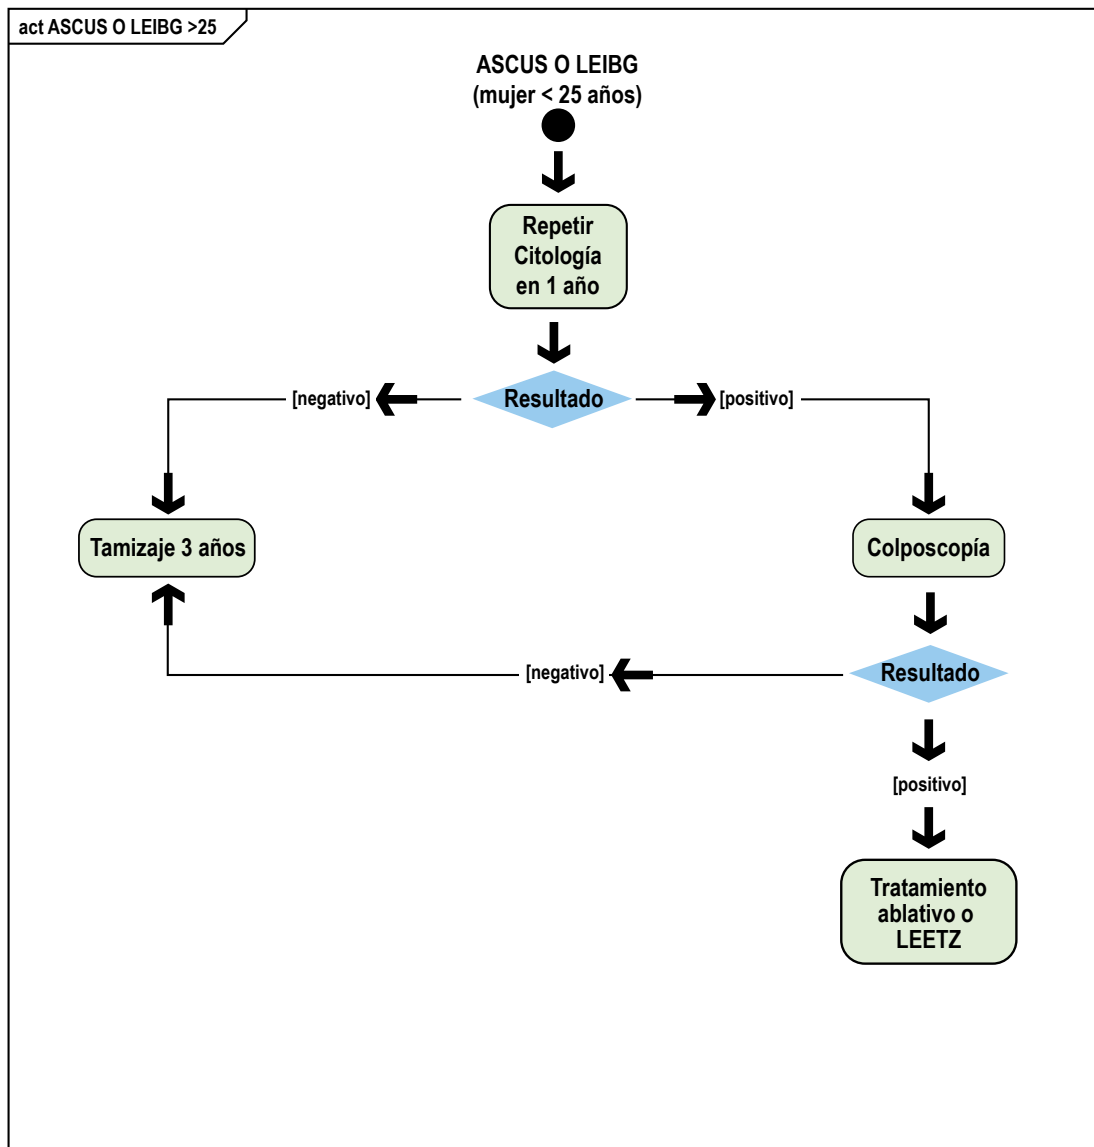 act ASCUS O LEIBG >25
ASCUS O LEIBG
(mujer < 25 años)
Repetir
Citología
en 1 año
[negativo]
Resultado
[positivo]
Tamizaje 3 años
Colposcopía
[negativo]
Resultado
[positivo]
Tratamiento
ablativo o
LEETZ